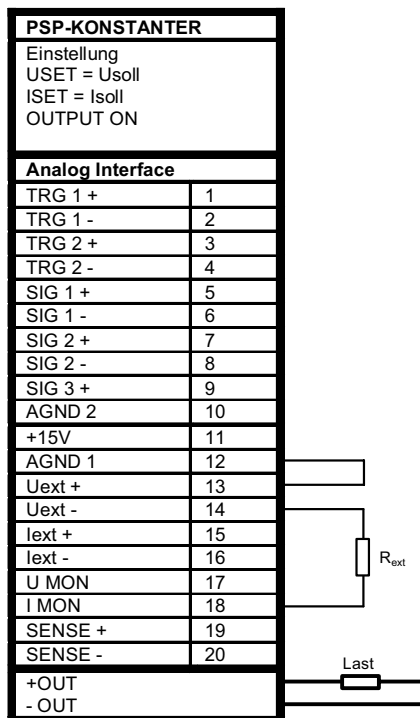 PSP-KONSTANTER
Einstellung
USET = Usoll
ISET = Isoll
OUTPUT ON
Analog Interface
TRG 1 + 1
TRG 1 - 2
TRG 2 + 3
TRG 2 - 4
SIG 1 + 5
SIG 1 - 6
SIG 2 + 7
SIG 2 - 8
SIG 3 + 9
AGND 2 10
+15V 11
AGND 1 12
Uext + 13
Uext - 14
Iext + 15
Iext - 16
Rext
U MON 17
I MON 18
SENSE + 19
SENSE - 20
Last
+OUT
- OUT